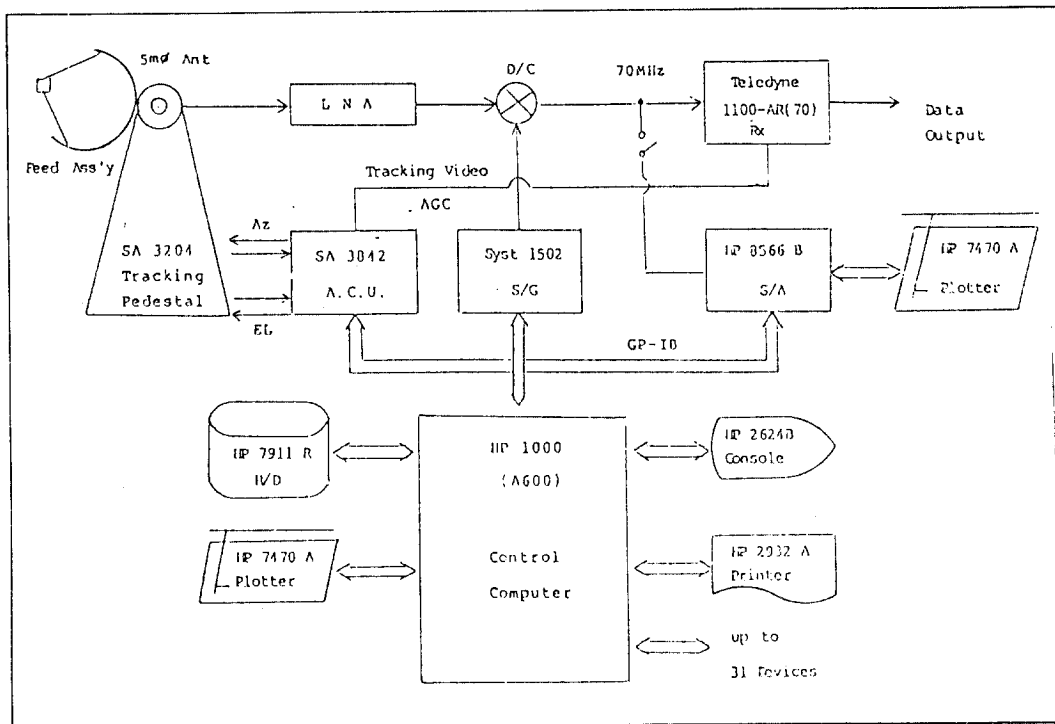 5mø Ant
Feed Ass'y
SA 3204
Tracking
Pedestal
Az
EL
L N A
D/C
70MHz
Teledyne
1100-AR(70)
Rx
Data
Output
Tracking Video
AGC
SA 3842
A.C.U.
Syst 1502
S/G
HP 8566 B
S/A
HP 7470 A
Plotter
GP-IB
HP 7911 R
H/D
HP 1000
(A600)
Control
Computer
HP 2624B
Console
HP 7470 A
Plotter
HP 2932 A
Printer
up to
31 Devices